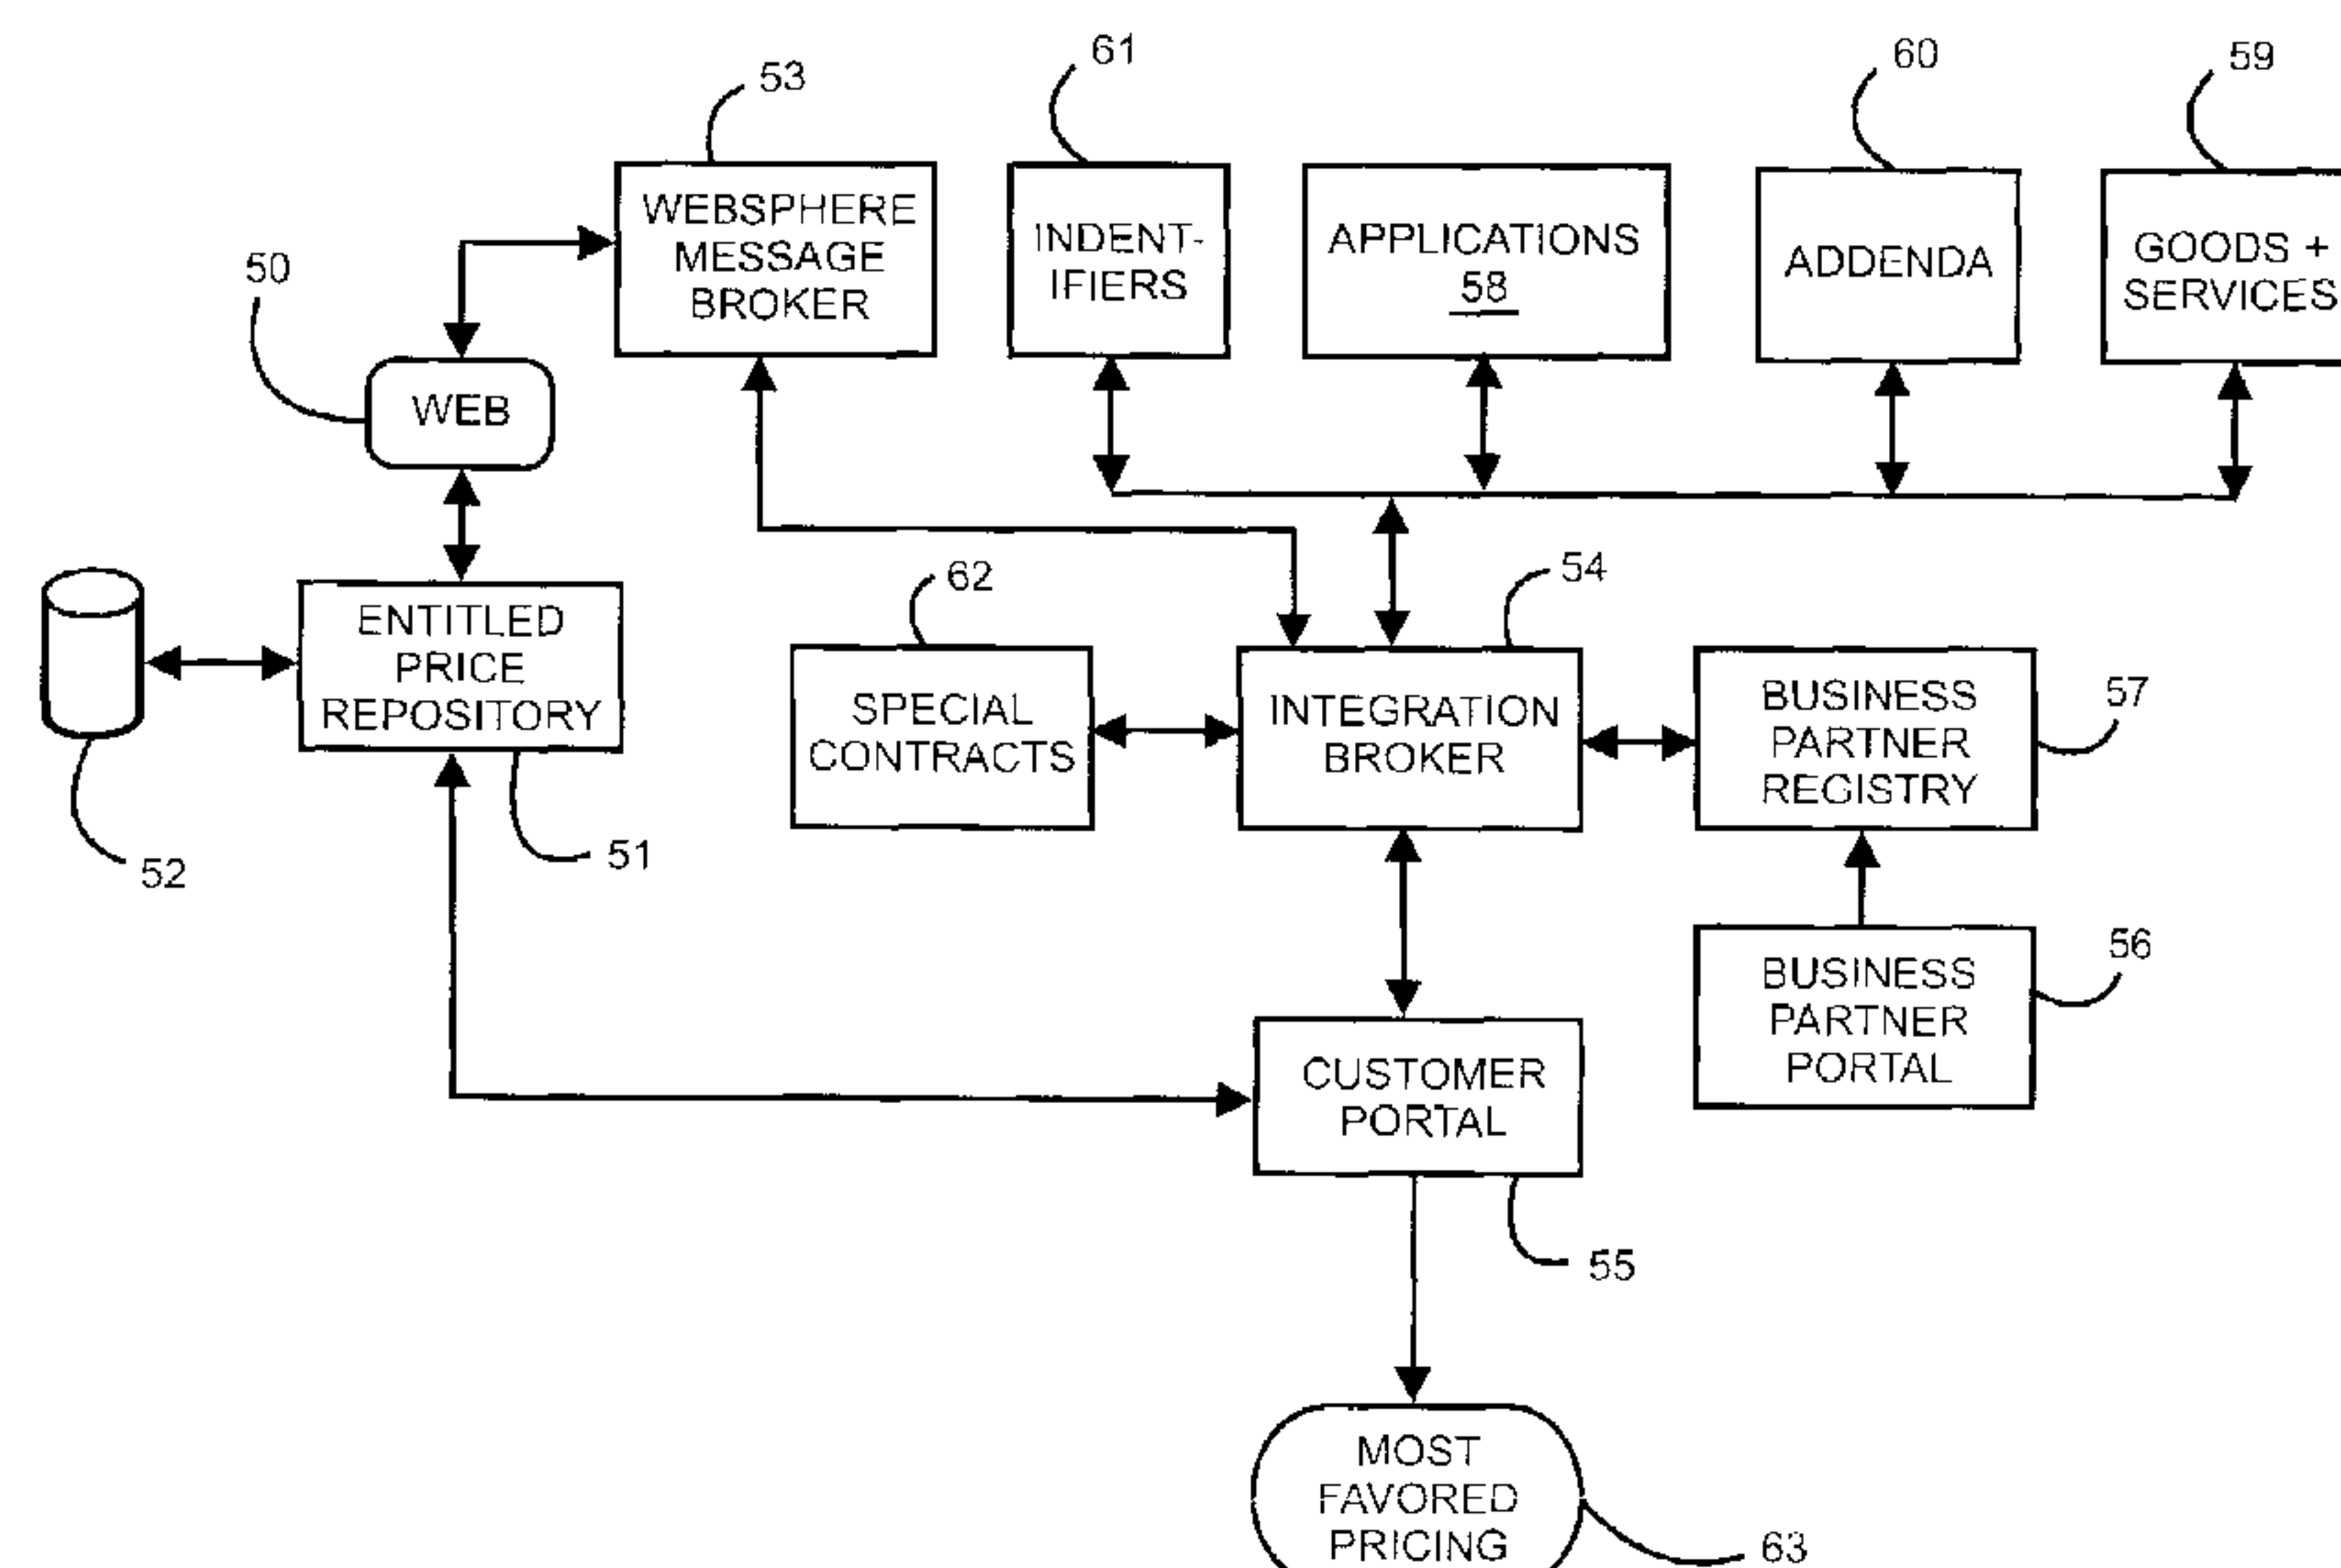 61
60
59
53
WEBSPHERE
MESSAGE
BROKER
INDENT-
IFIERS
APPLICATIONS
58
ADDENDA
GOODS +
SERVICES
50
WEB
62
54
ENTITLED
PRICE
REPOSITORY
SPECIAL
CONTRACTS
INTEGRATION
BROKER
BUSINESS
PARTNER
REGISTRY
57
52
51
56
BUSINESS
PARTNER
PORTAL
CUSTOMER
PORTAL
55
MOST
FAVORED
PRICING
63